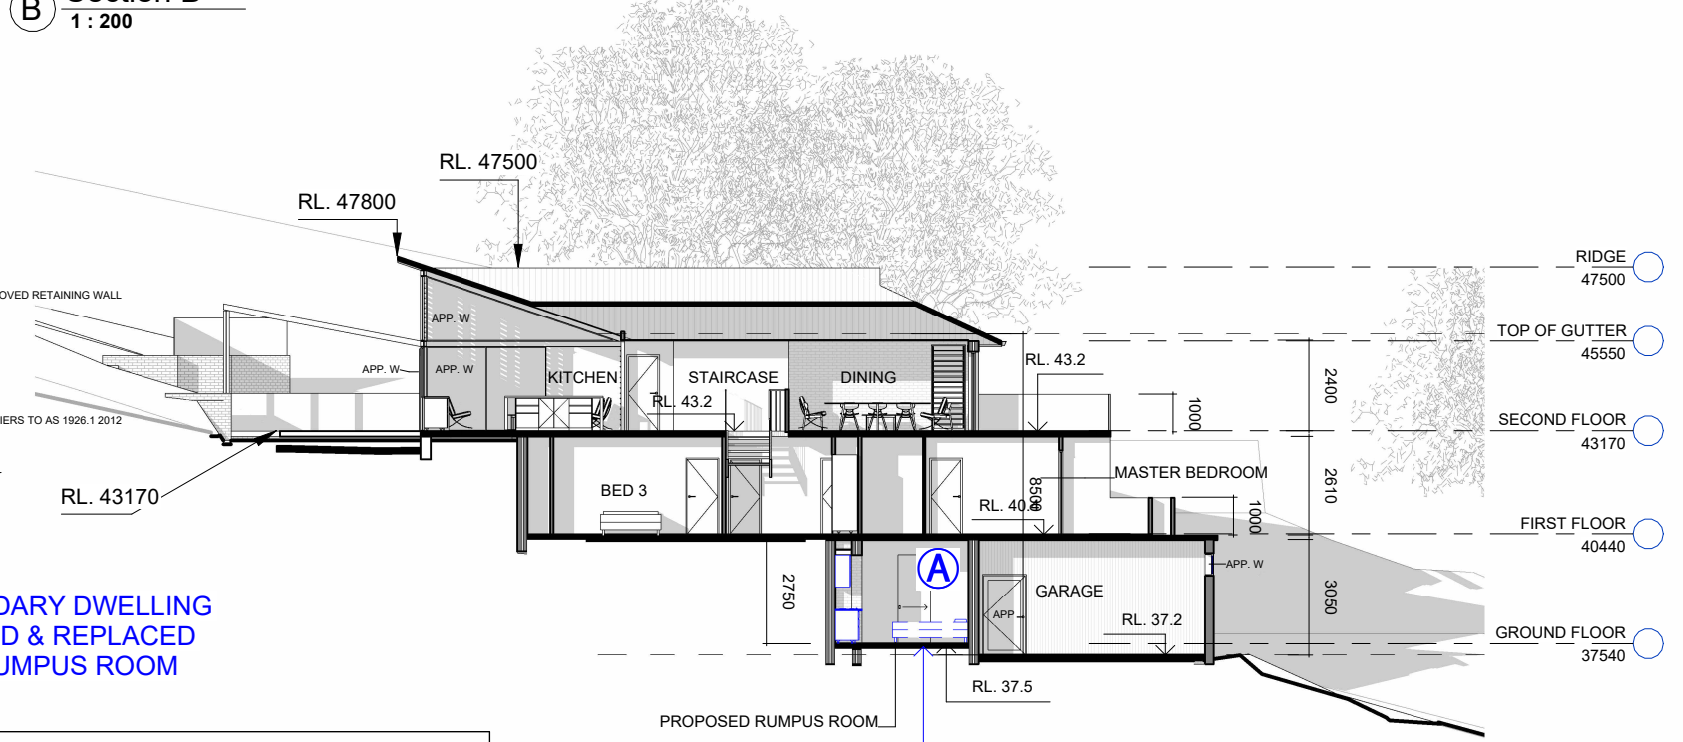 B
1 : 200
RL. 47500
RL. 47800
RIDGE
47500
OVED RETAINING WALL
APP. W
TOP OF GUTTER
45550
APP. W
APP. W
KITCHEN
STAIRCASE
DINING
RL. 43.2
RL. 43.2
2400
1000
IERS TO AS 1926.1 2012
SECOND FLOOR
43170
RL. 43170
BED 3
MASTER BEDROOM
8500
2610
RL. 40.4
1000
FIRST FLOOR
40440
A
APP. W
2750
GARAGE
3050
APP
RL. 37.2
DARY DWELLING
D & REPLACED
UMPUS ROOM
GROUND FLOOR
37540
RL. 37.5
PROPOSED RUMPUS ROOM